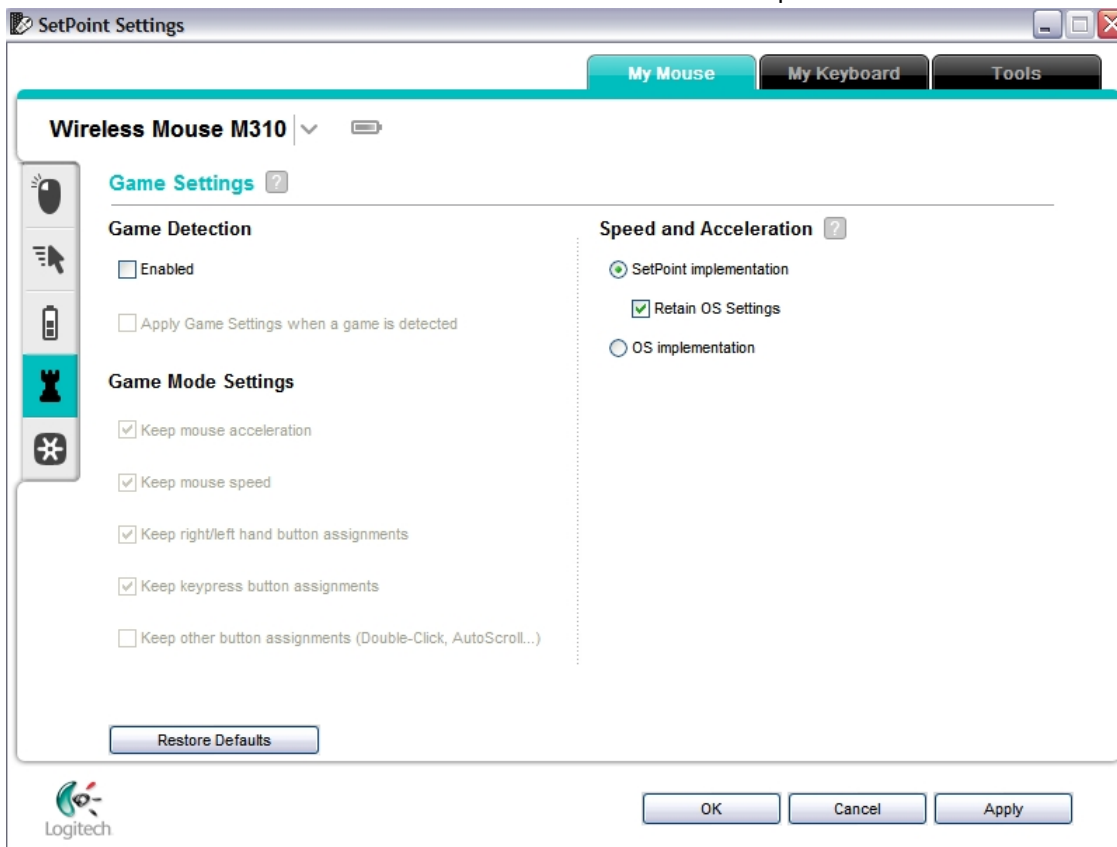 SetPoint Settings
My Mouse
My Keyboard
Tools
Wireless Mouse M310
Game Settings ?
Game Detection
Enabled
Apply Game Settings when a game is detected
Game Mode Settings
Keep mouse acceleration
Keep mouse speed
Keep right/left hand button assignments
Keep keypress button assignments
Keep other button assignments (Double-Click, AutoScroll...)
Speed and Acceleration ?
SetPoint implementation
Retain OS Settings
OS implementation
Restore Defaults
Logitech
OK
Cancel
Apply